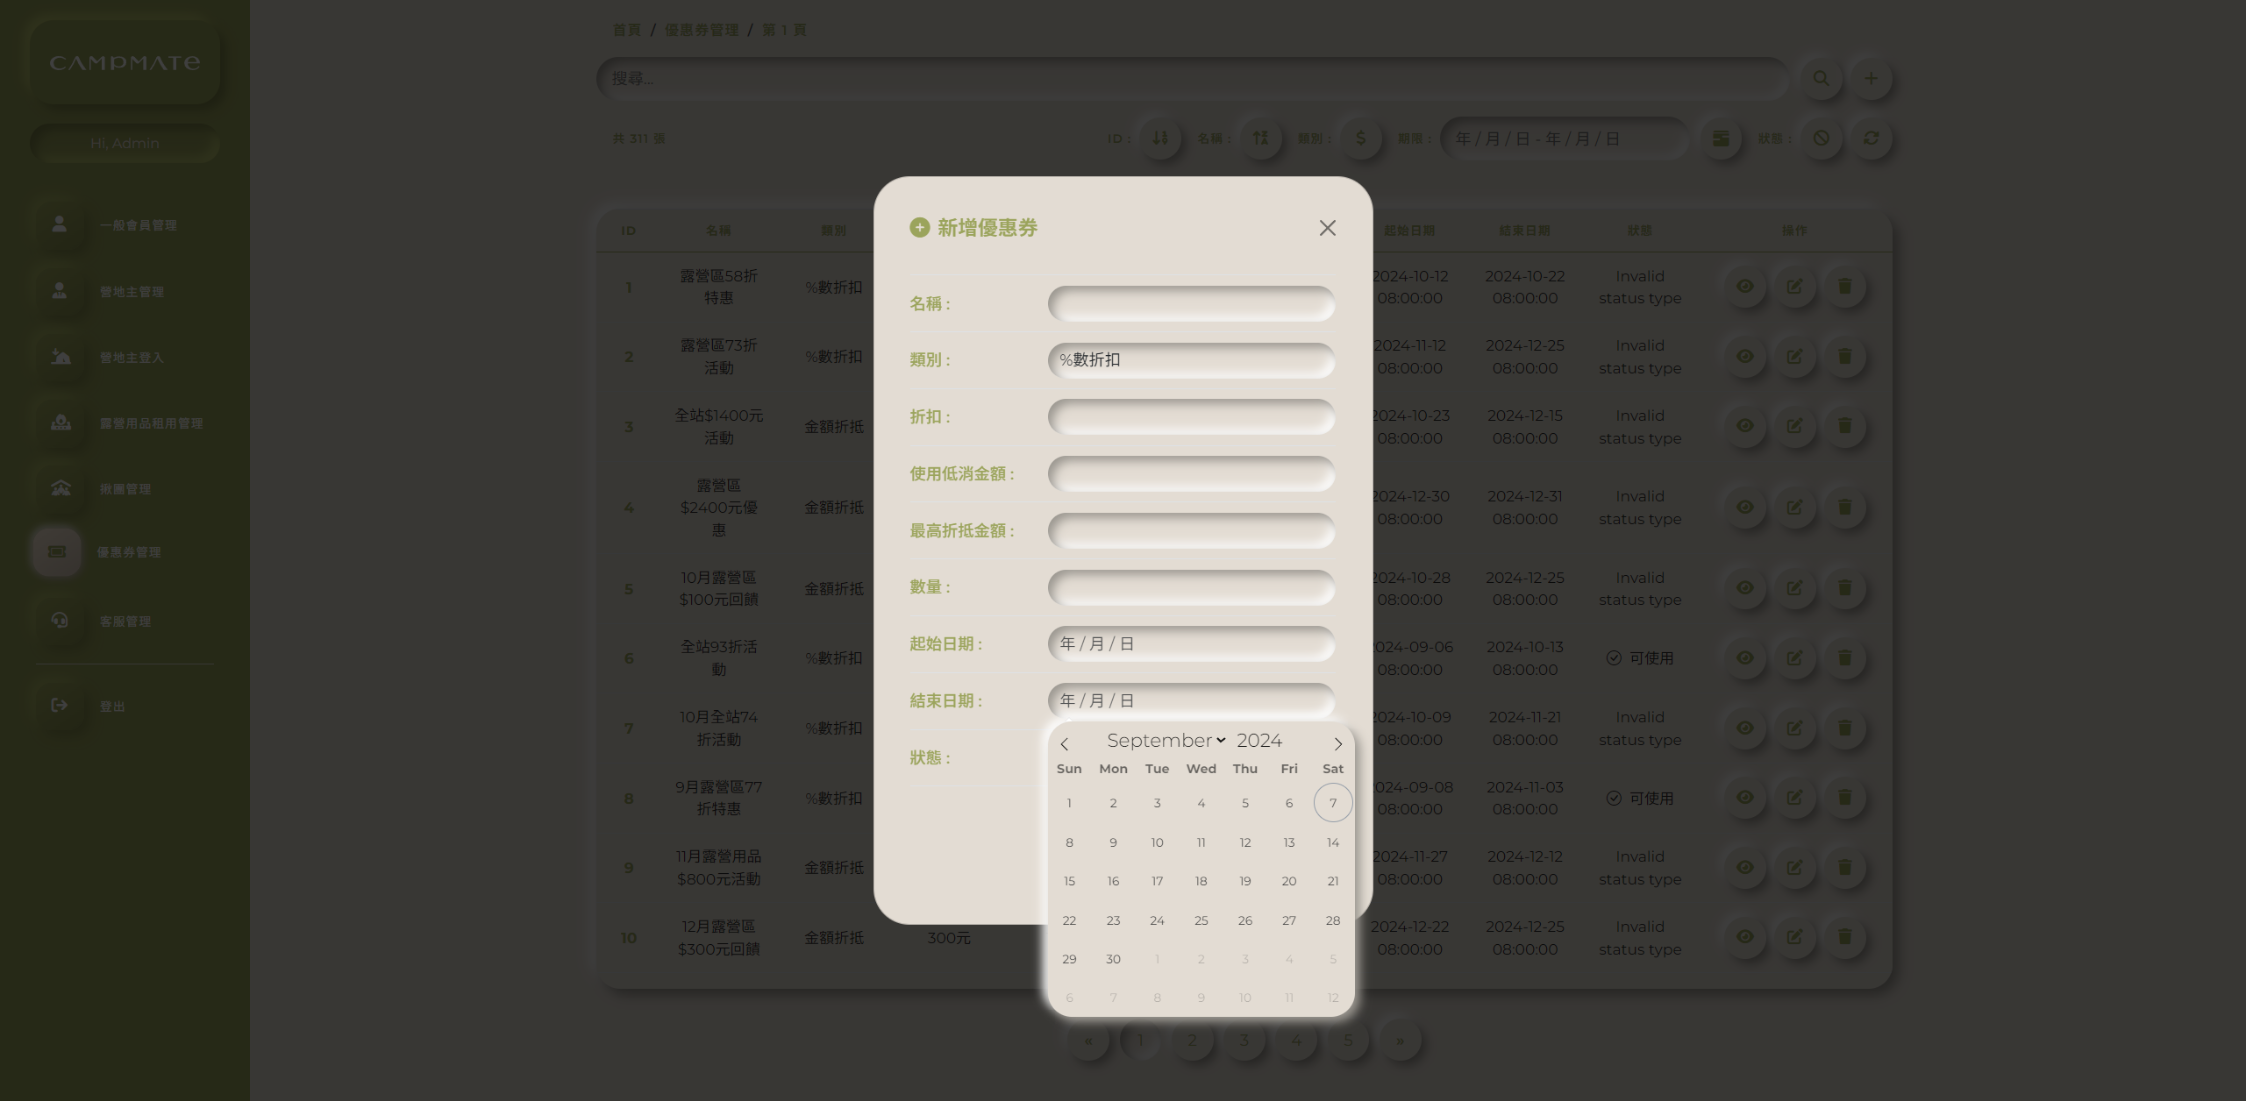 CAMPMATE
Hi, Admin
一般會員管理
營地主管理
營地主登入
露營用品租用管理
揪團管理
優惠券管理
客服管理
登出
首頁 / 優惠券管理 / 第 1 頁
搜尋...
共 311 張
ID :
名稱 :
類別 :
期限 :
年 / 月 / 日 - 年 / 月 / 日
狀態 :
ID 名稱 類別 起始日期 結束日期 狀態 操作
1 露營區58折特惠 %數折扣 2024-10-12 08:00:00 2024-10-22 08:00:00 Invalid status type
2 露營區73折活動 %數折扣 2024-11-12 08:00:00 2024-12-25 08:00:00 Invalid status type
3 全站$1400元活動 金額折抵 2024-10-23 08:00:00 2024-12-15 08:00:00 Invalid status type
4 露營區$2400元優惠 金額折抵 2024-12-30 08:00:00 2024-12-31 08:00:00 Invalid status type
5 10月露營區$100元回饋 金額折抵 2024-10-28 08:00:00 2024-12-25 08:00:00 Invalid status type
6 全站93折活動 %數折扣 2024-09-06 08:00:00 2024-10-13 08:00:00 可使用
7 10月全站74折活動 %數折扣 2024-10-09 08:00:00 2024-11-21 08:00:00 Invalid status type
8 9月露營區77折特惠 %數折扣 2024-09-08 08:00:00 2024-11-03 08:00:00 可使用
9 11月露營用品$800元活動 金額折抵 2024-11-27 08:00:00 2024-12-12 08:00:00 Invalid status type
10 12月露營區$300元回饋 金額折抵 300元 2024-12-22 08:00:00 2024-12-25 08:00:00 Invalid status type
« 1 2 3 4 5 »
新增優惠券
名稱 :
類別 : %數折扣
折扣 :
使用低消金額 :
最高折抵金額 :
數量 :
起始日期 : 年 / 月 / 日
結束日期 : 年 / 月 / 日
狀態 :
September 2024
Sun Mon Tue Wed Thu Fri Sat
1 2 3 4 5 6 7
8 9 10 11 12 13 14
15 16 17 18 19 20 21
22 23 24 25 26 27 28
29 30 1 2 3 4 5
6 7 8 9 10 11 12